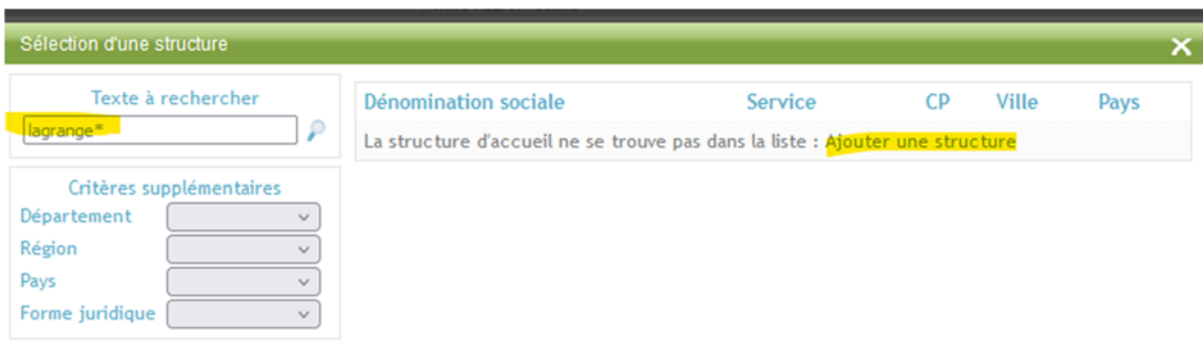 Sélection d'une structure
Texte à rechercher
lagrange*
Critères supplémentaires
Département
Région
Pays
Forme juridique
Dénomination sociale Service CP Ville Pays
La structure d'accueil ne se trouve pas dans la liste : Ajouter une structure